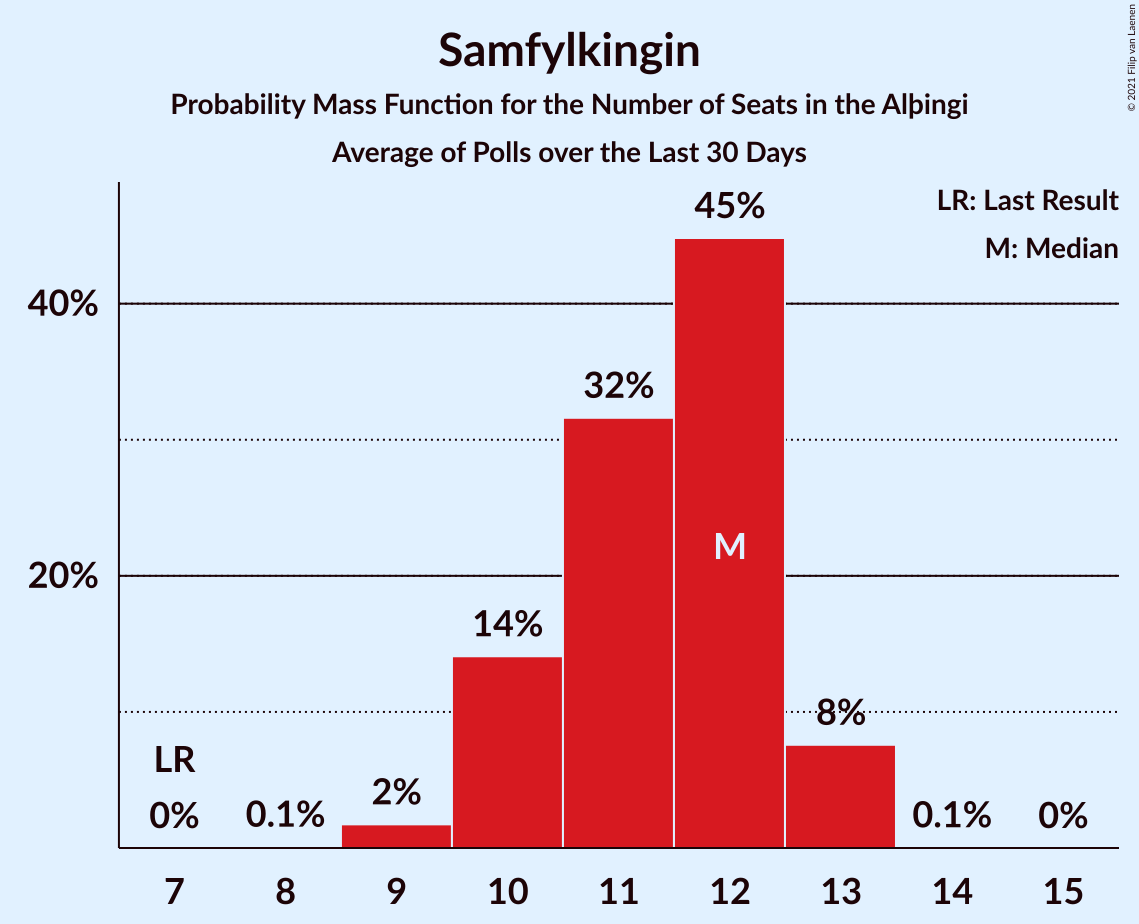 Samfylkingin
Probability Mass Function for the Number of Seats in the Alþingi
Average of Polls over the Last 30 Days
© 2021 Filip van Laenen
LR: Last Result
M: Median
45%
40%
32%
M
20%
14%
8%
LR
2%
0%
0.1%
0.1%
0%
7 8 9 10 11 12 13 14 15